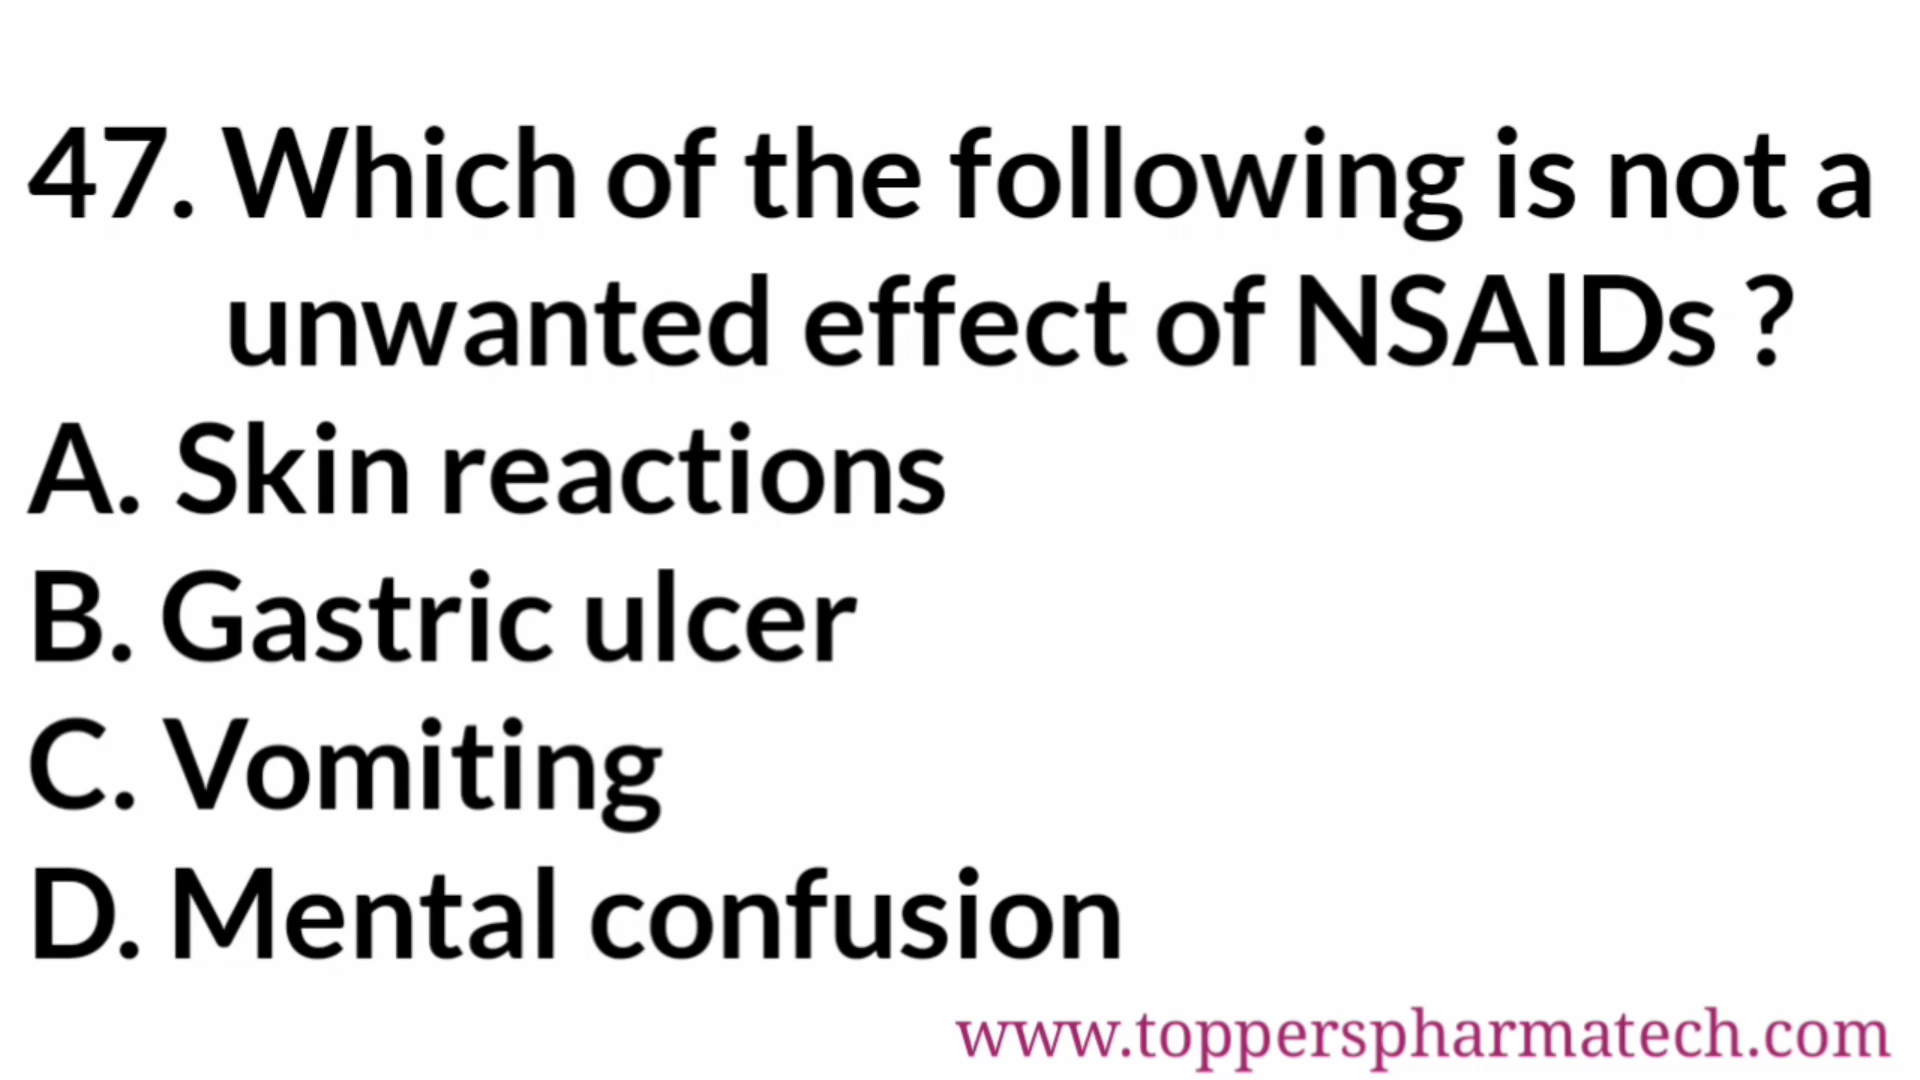 47. Which of the following is not a
unwanted effect of NSAlDs ?
A. Skin reactions
B. Gastric ulcer
C. Vomiting
D. Mental confusion
www.topperspharmatech.com